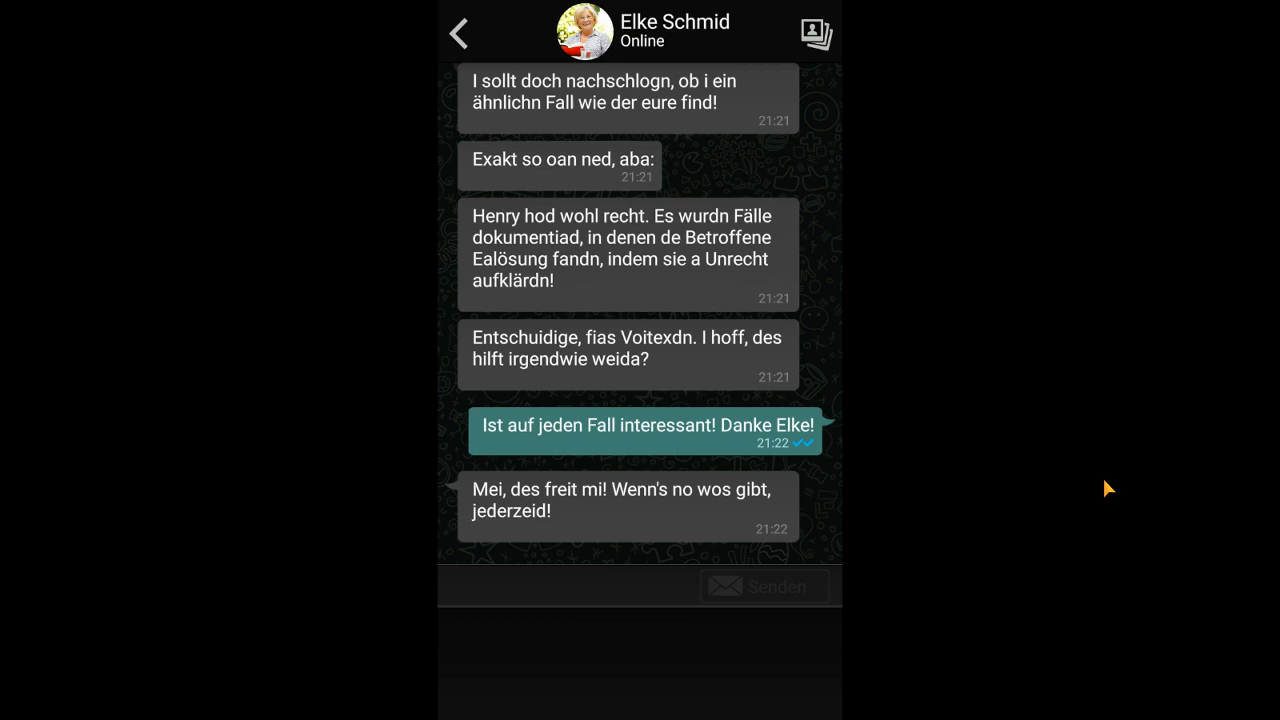 Elke Schmid
Online
I sollt doch nachschlogn, ob i ein
ähnlichn Fall wie der eure find!
21:21
Exakt so oan ned, aba:
21:21
Henry hod wohl recht. Es wurdn Fälle
dokumentiad, in denen de Betroffene
Ealösung fandn, indem sie a Unrecht
aufklärdn!
21:21
Entschuidige, fias Voitexdn. I hoff, des
hilft irgendwie weida?
21:21
Ist auf jeden Fall interessant! Danke Elke!
21:22
Mei, des freit mi! Wenn's no wos gibt,
jederzeid!
21:22
Senden